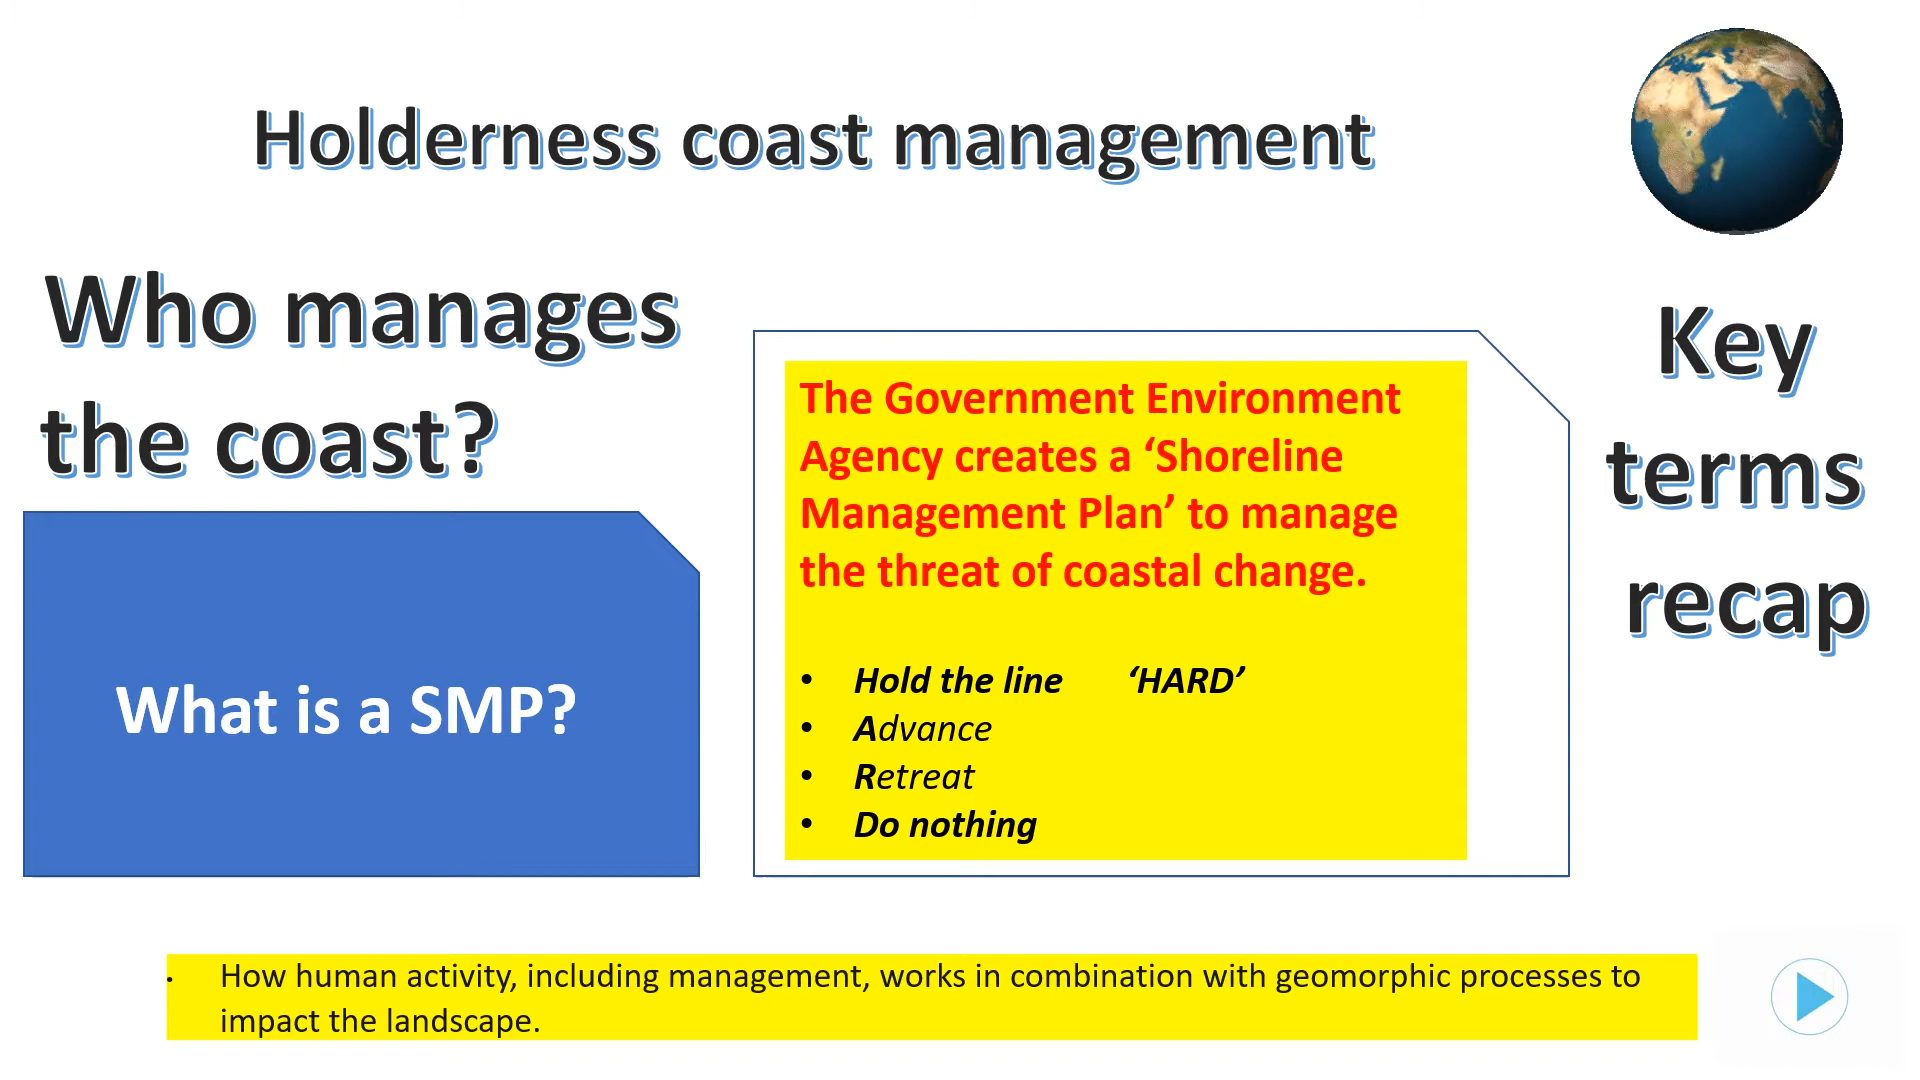 Holderness coast management
Who manages
the coast?
What is a SMP?
The Government Environment
Agency creates a ‘Shoreline
Management Plan’ to manage
the threat of coastal change.
• Hold the line ‘HARD’
• Advance
• Retreat
• Do nothing
Key
terms
recap
• How human activity, including management, works in combination with geomorphic processes to
impact the landscape.